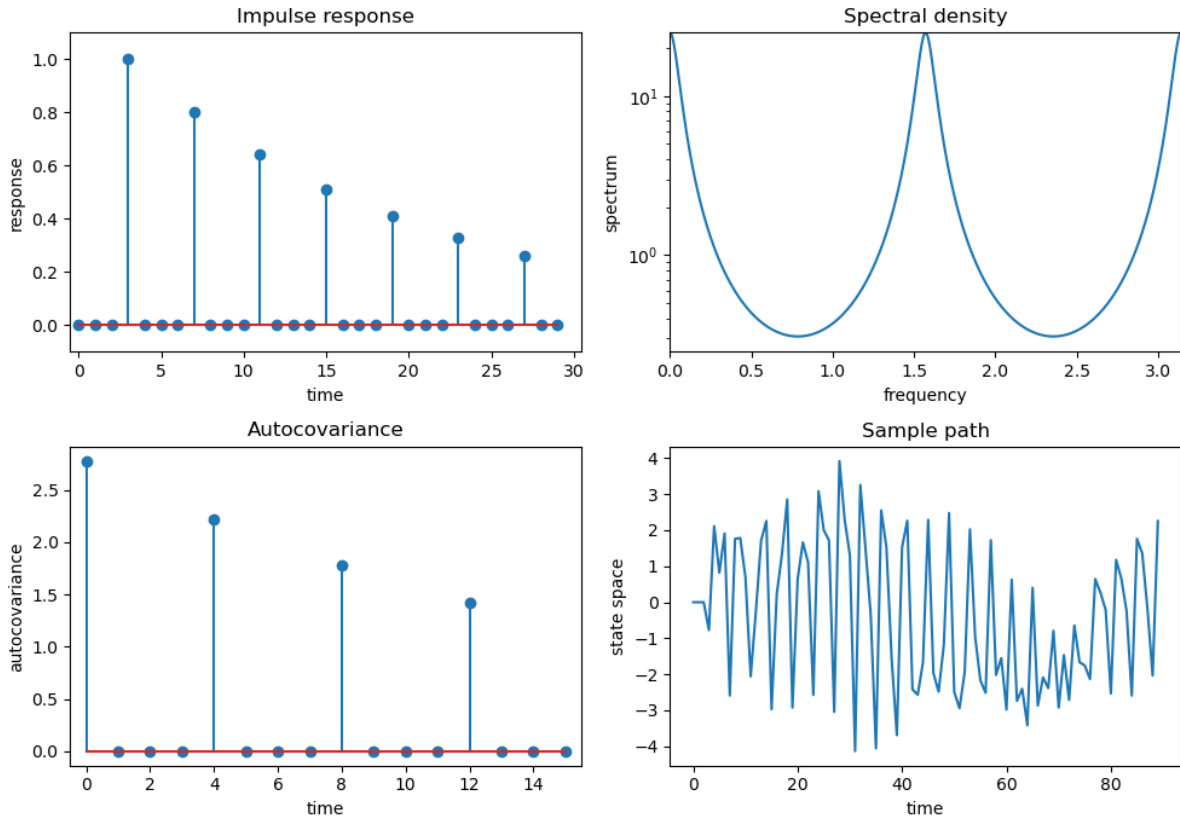 Impulse response
response
1.0
0.8
0.6
0.4
0.2
0.0
0 5 10 15 20 25 30
time
Spectral density
spectrum
10¹
10⁰
0.0 0.5 1.0 1.5 2.0 2.5 3.0
frequency
Autocovariance
autocovariance
2.5
2.0
1.5
1.0
0.5
0.0
0 2 4 6 8 10 12 14
time
Sample path
state space
4
3
2
1
0
−1
−2
−3
−4
0 20 40 60 80
time